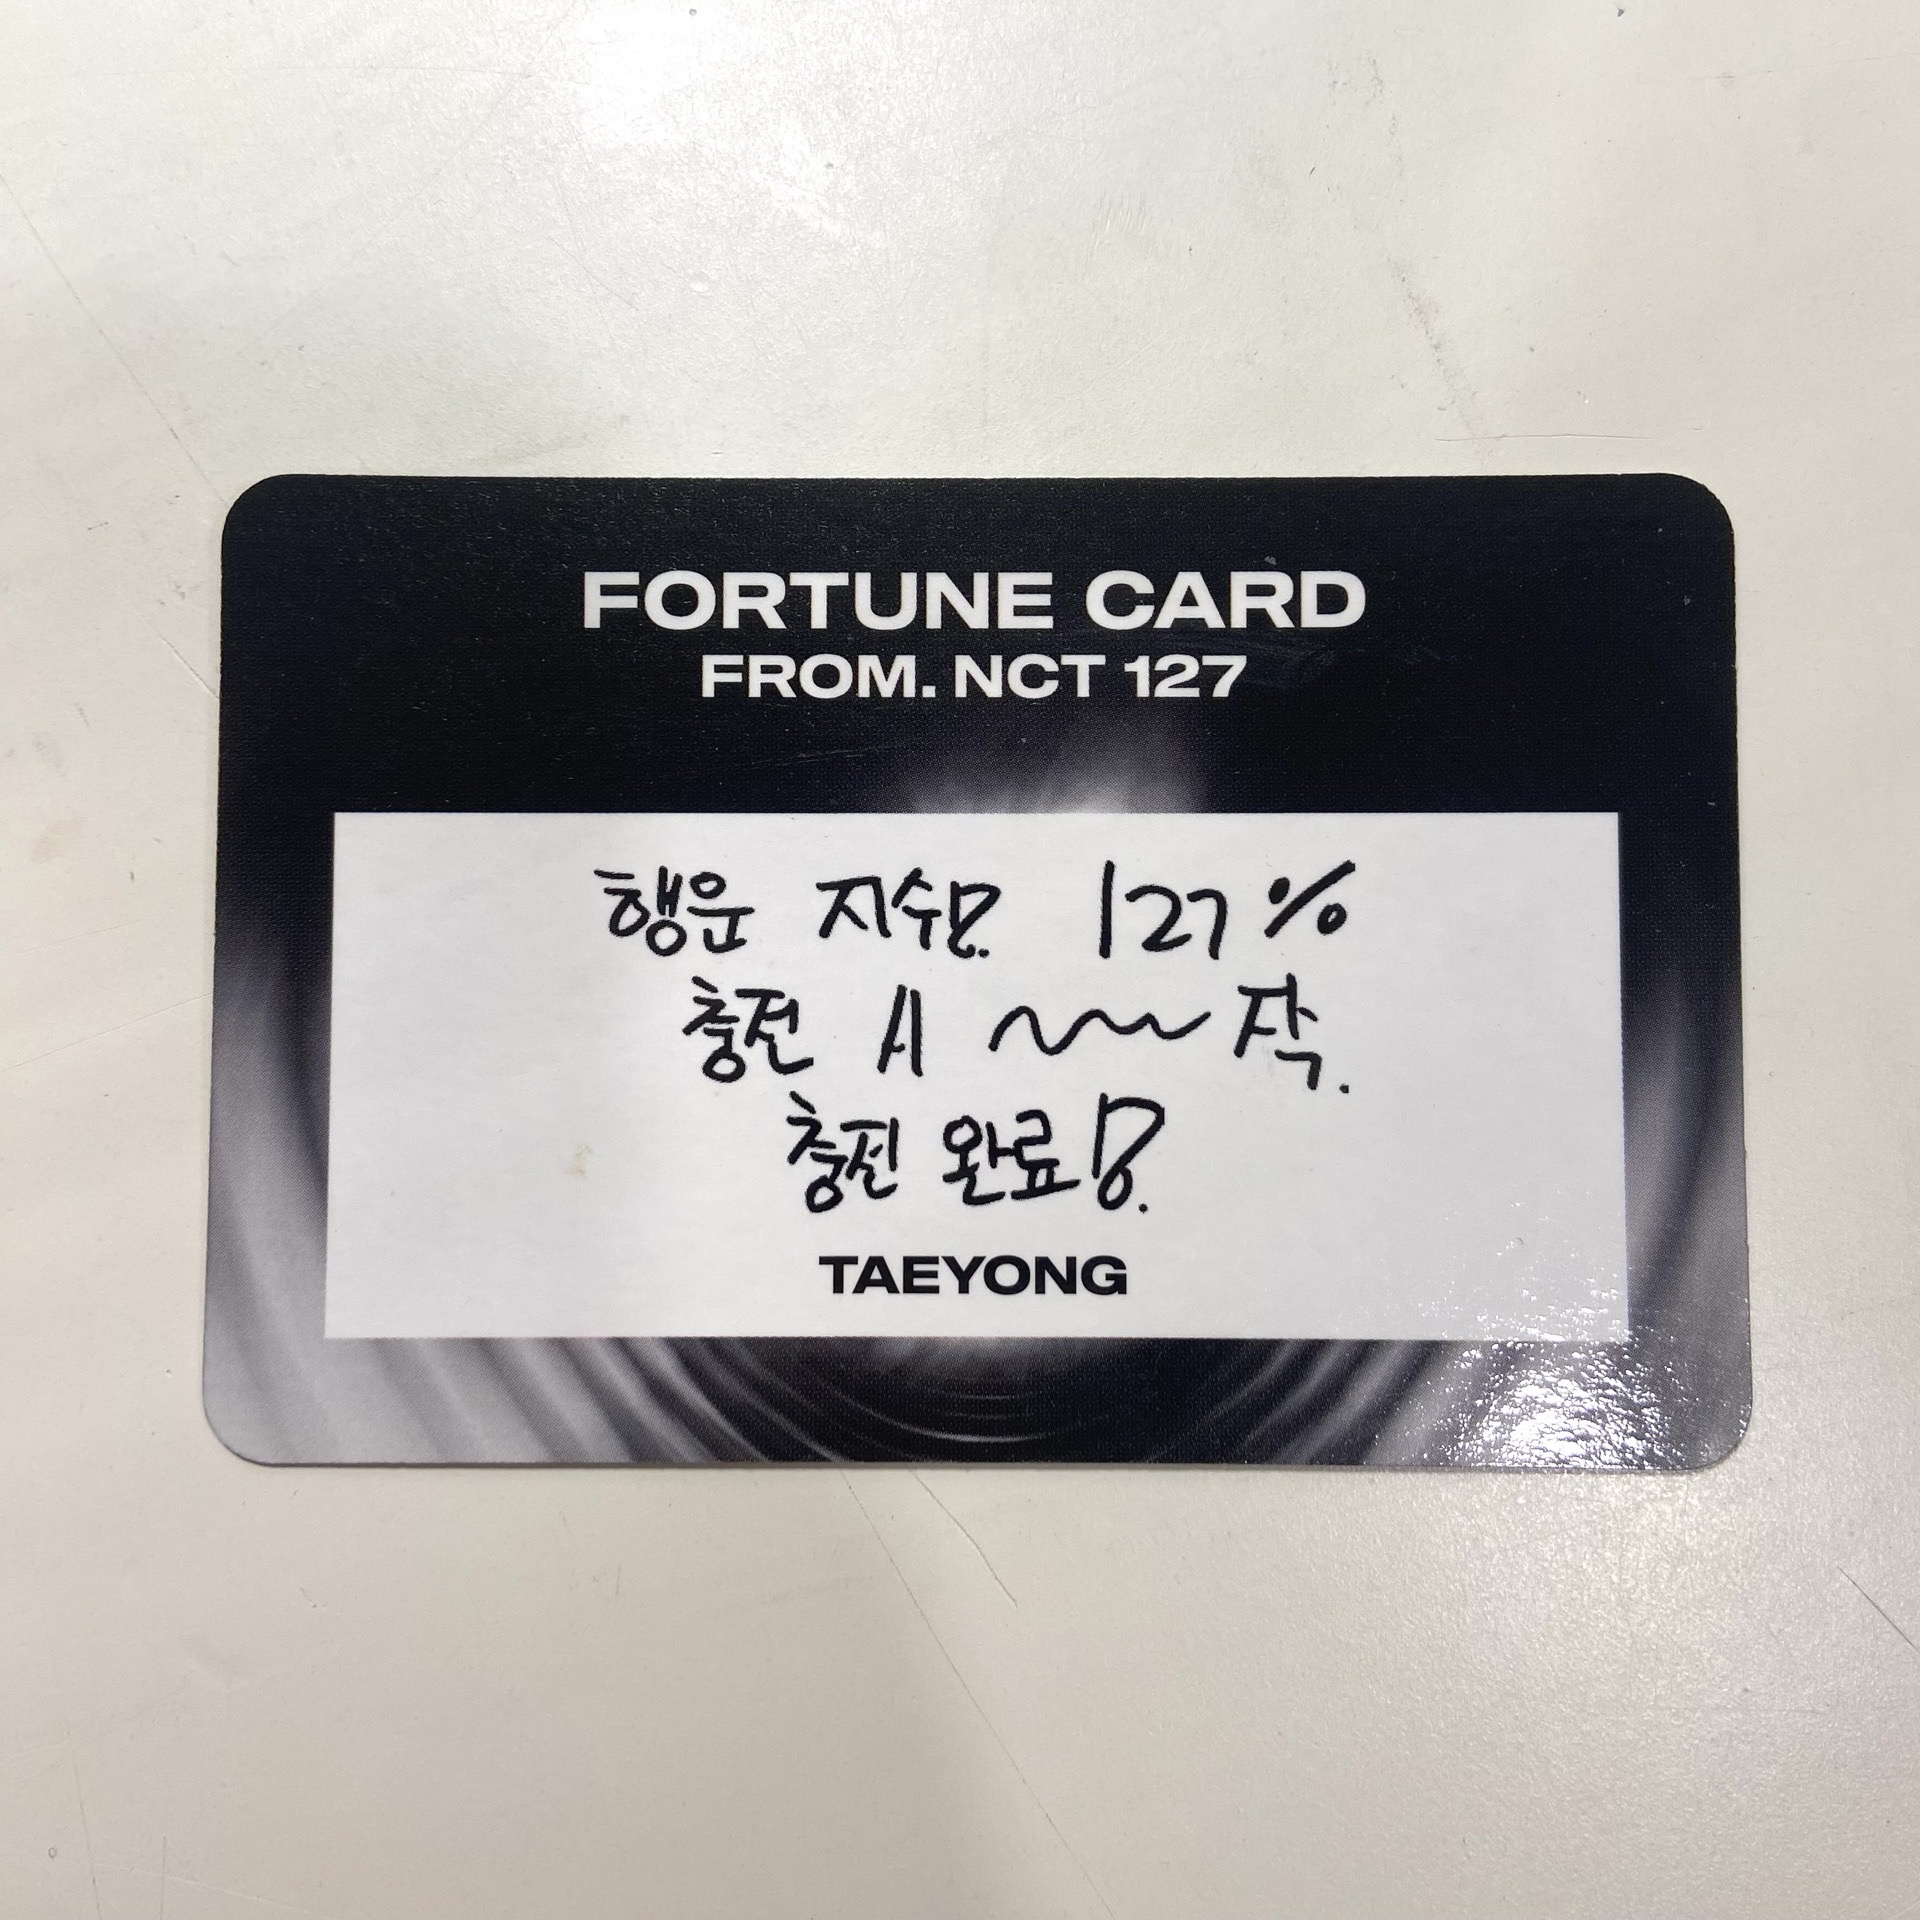 FORTUNE CARD
FROM. NCT 127
행운 지수!? 127%
충전 시~~작.
충전 완료!?
TAEYONG